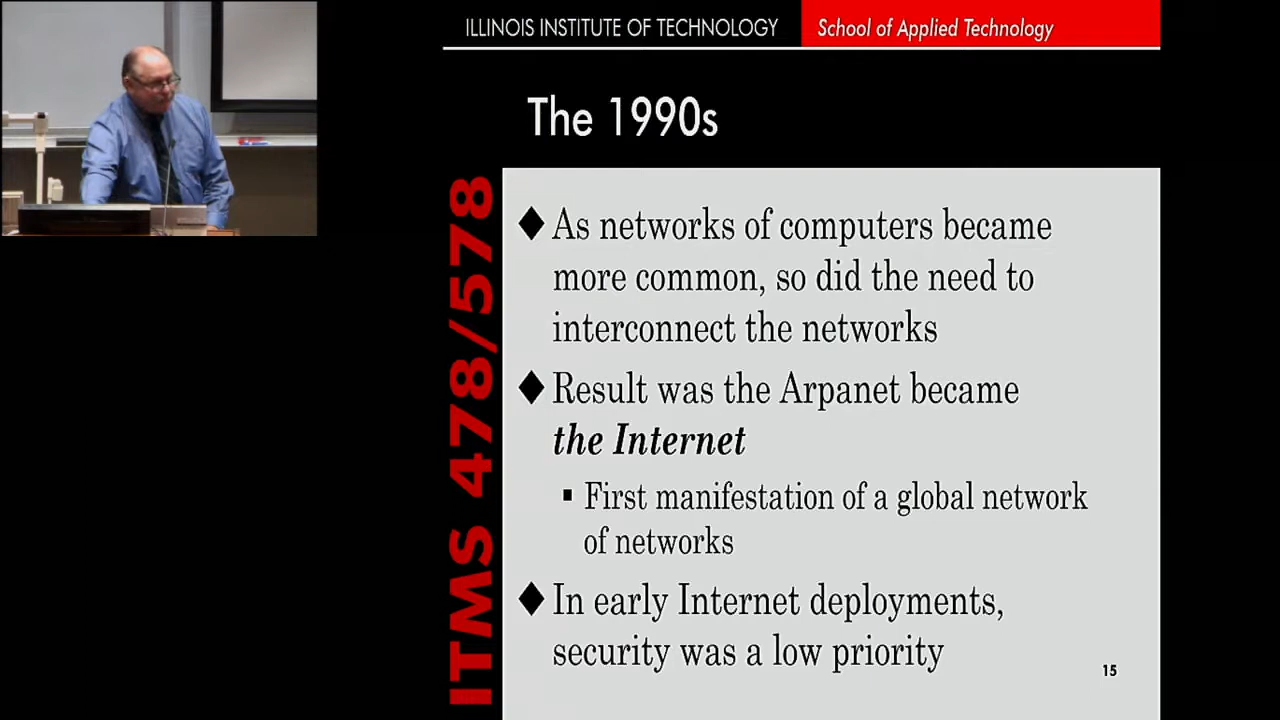 ILLINOIS INSTITUTE OF TECHNOLOGY School of Applied Technology
The 1990s
ITMS 478/578
♦ As networks of computers became
more common, so did the need to
interconnect the networks
♦ Result was the Arpanet became
the Internet
▪ First manifestation of a global network
of networks
♦ In early Internet deployments,
security was a low priority
15